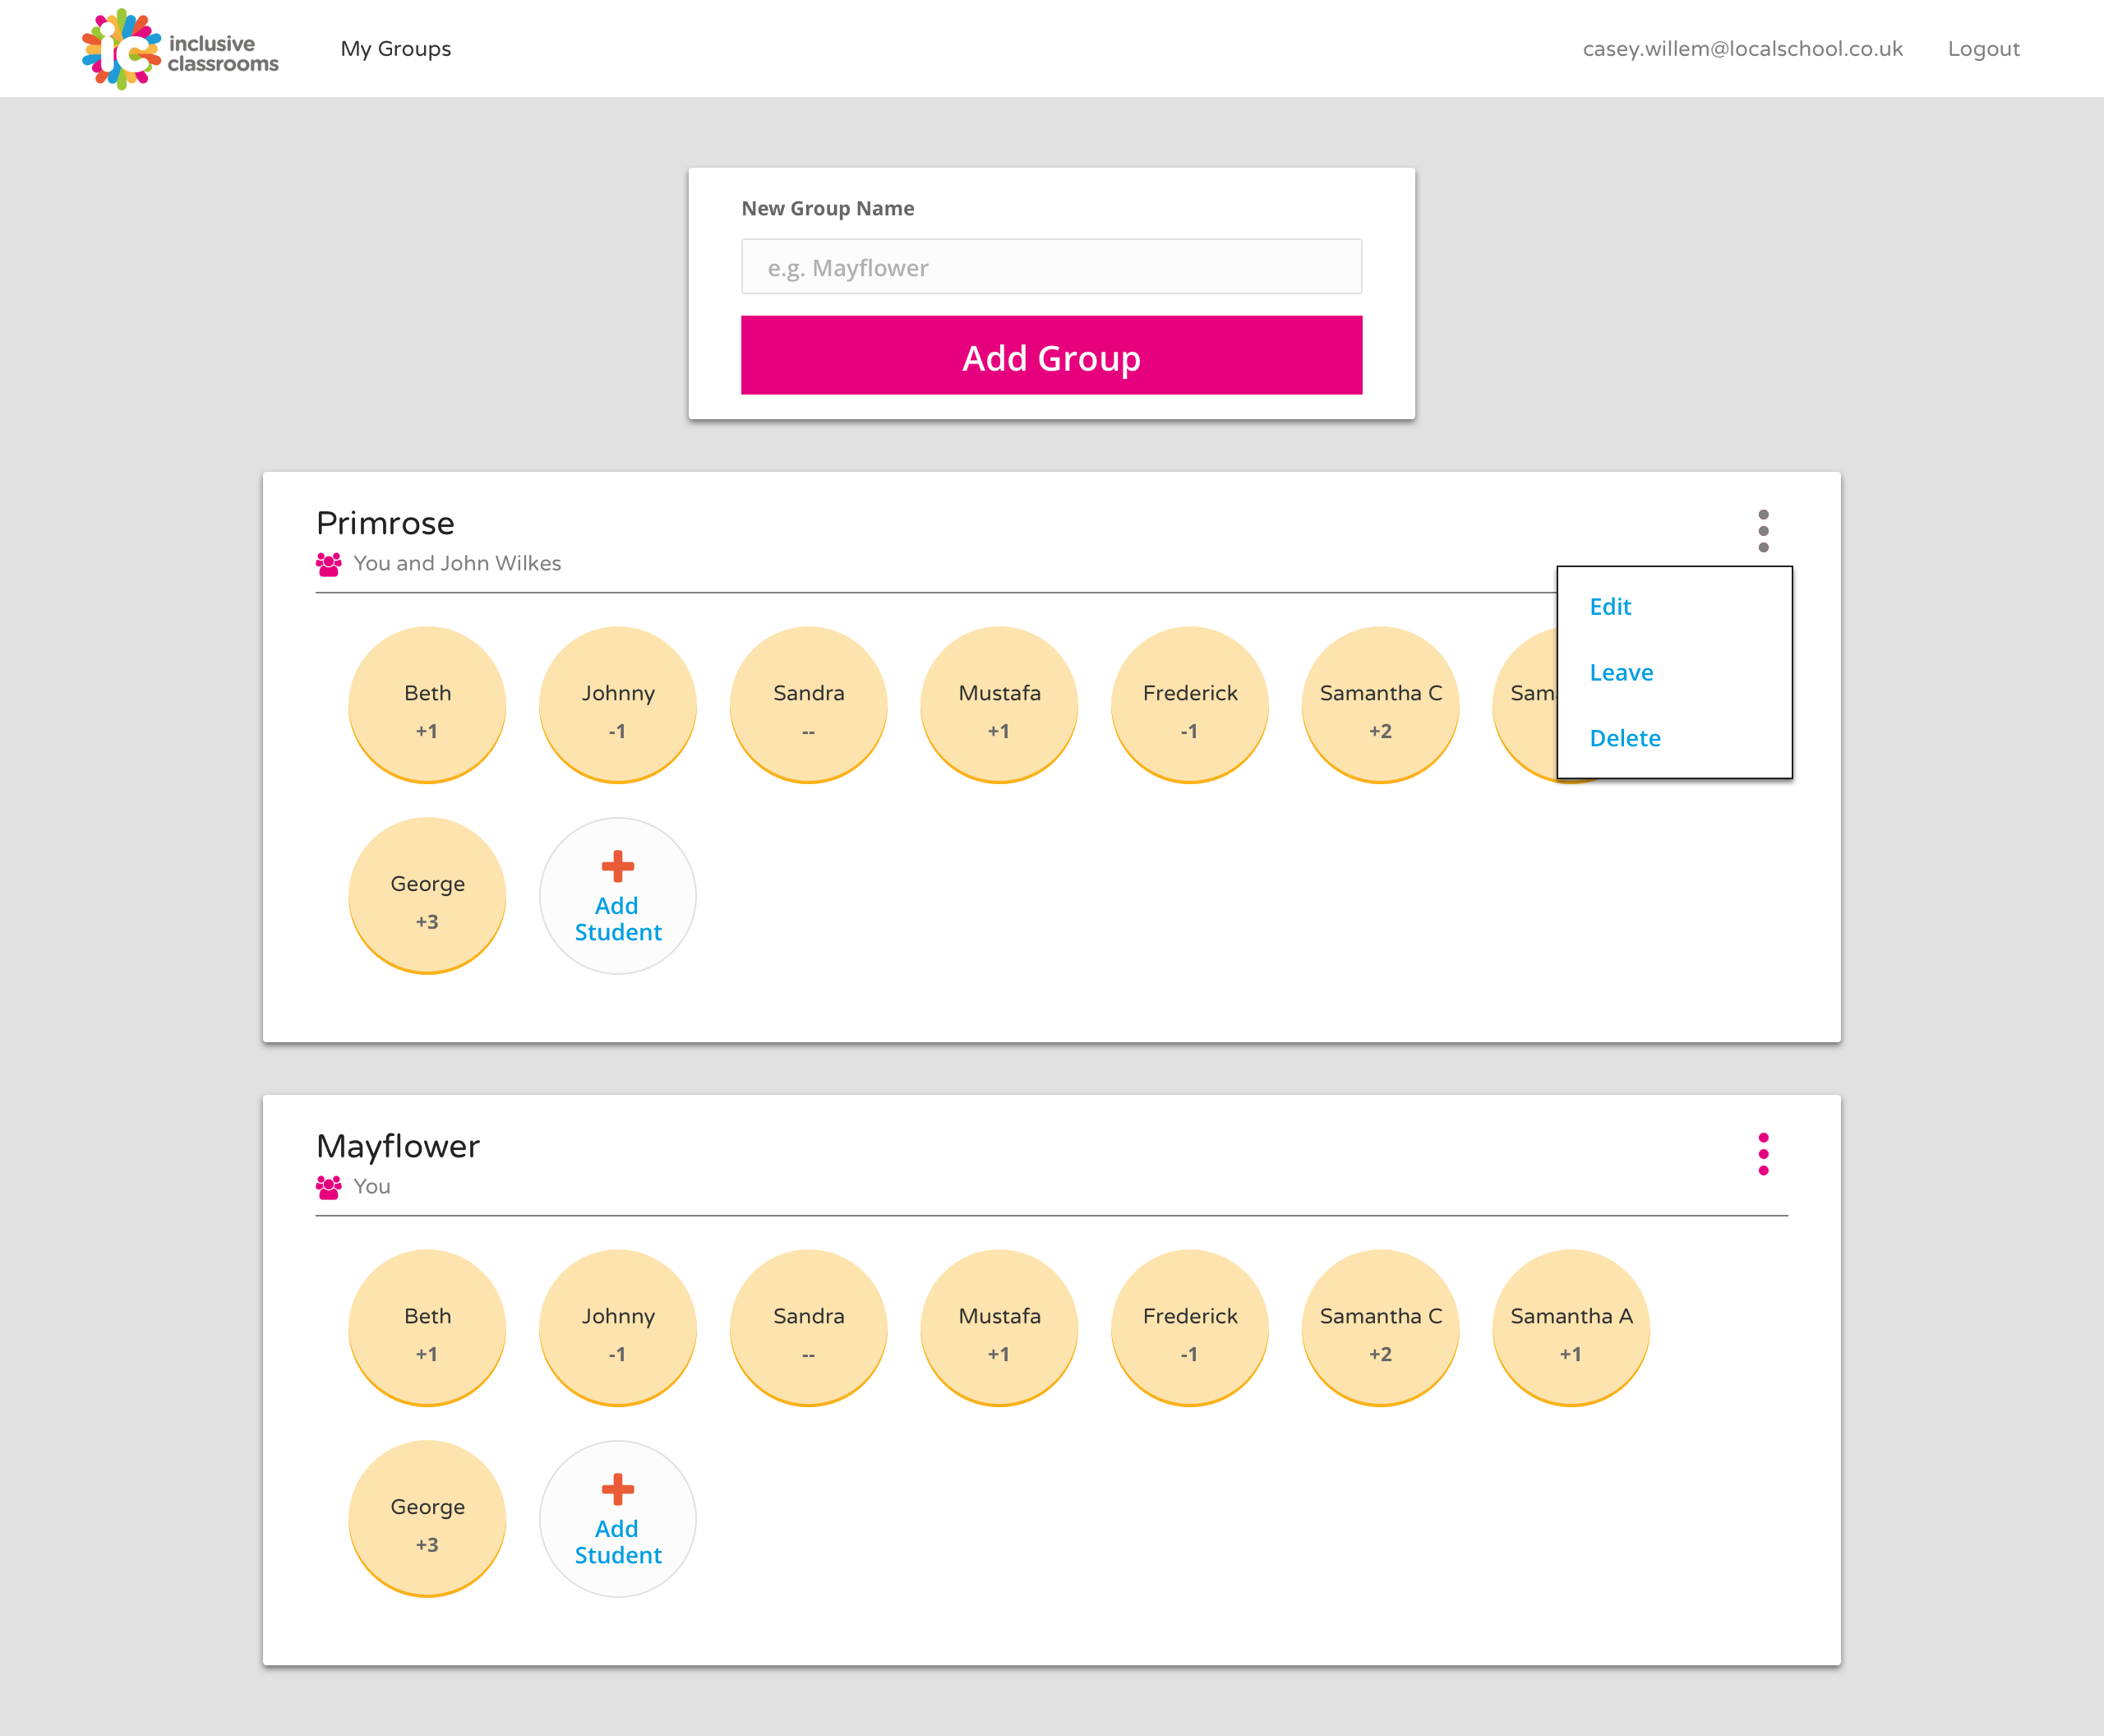 ic inclusive
classrooms
My Groups
casey.willem@localschool.co.uk
Logout
New Group Name
e.g. Mayflower
Add Group
Primrose
You and John Wilkes
Edit
Leave
Delete
Beth
+1
Johnny
-1
Sandra
--
Mustafa
+1
Frederick
-1
Samantha C
+2
George
+3
Add
Student
Mayflower
You
Beth
+1
Johnny
-1
Sandra
--
Mustafa
+1
Frederick
-1
Samantha C
+2
Samantha A
+1
George
+3
Add
Student